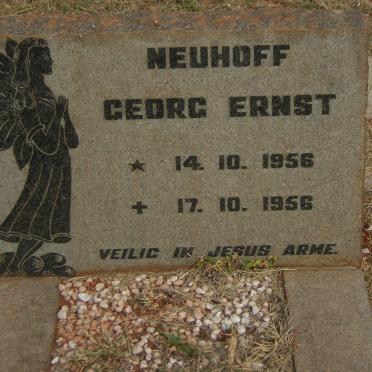 NEUHOFF
GEORG ERNST
★ 14. 10. 1956
✝ 17. 10. 1956
VEILIG IN JESUS ARME.